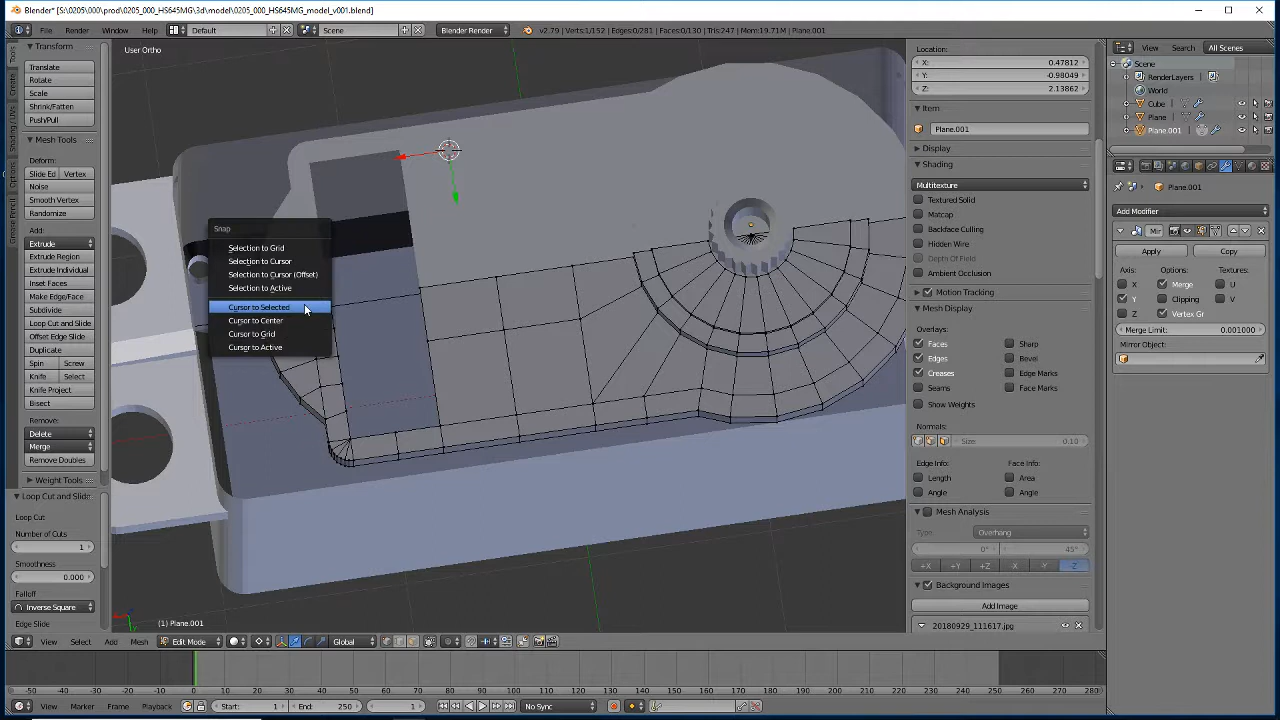 Blender* [S:\0205\000\prod\0205_000_HS645MG\3d\model\0205_000_HS645MG_model_v001.blend]
File Render Window Help Default Scene Blender Render v2.79 | Verts:1/152 | Edges:0/281 | Faces:0/130 | Tris:247 | Mem:19.71M | Plane.001
Tools
Create
Shading / UVs
Options
Grease Pencil
Transform
Translate
Rotate
Scale
Shrink/Fatten
Push/Pull
Mesh Tools
Deform:
Slide Ed Vertex
Noise
Smooth Vertex
Randomize
Add:
Extrude
Extrude Region
Extrude Individual
Inset Faces
Make Edge/Face
Subdivide
Loop Cut and Slide
Offset Edge Slide
Duplicate
Spin Screw
Knife Select
Knife Project
Bisect
Remove:
Delete
Merge
Remove Doubles
Weight Tools
Loop Cut and Slide
Loop Cut
Number of Cuts
1
Smoothness
0.000
Falloff
Inverse Square
Edge Slide
User Ortho
Snap
Selection to Grid
Selection to Cursor
Selection to Cursor (Offset)
Selection to Active
Cursor to Selected
Cursor to Center
Cursor to Grid
Cursor to Active
(1) Plane.001
View Select Add Mesh Edit Mode Global
Location:
X: 0.47812
Y: -0.98049
Z: 2.13862
Item
Plane.001
Display
Shading
Multitexture
Textured Solid
Matcap
Backface Culling
Hidden Wire
Depth Of Field
Ambient Occlusion
Motion Tracking
Mesh Display
Overlays:
Faces Sharp
Edges Bevel
Creases Edge Marks
Seams Face Marks
Show Weights
Normals:
Size: 0.10
Edge Info: Face Info:
Length Area
Angle Angle
Mesh Analysis
Type: Overhang
0° 45°
+X +Y +Z -X -Y -Z
Background Images
Add Image
20180929_111617.jpg
View Search All Scenes
Scene
RenderLayers
World
Cube
Plane
Plane.001
Plane.001
Add Modifier
Mir
Apply Copy
Axis: Options: Textures:
X Merge U
Y Clipping V
Z Vertex Gr
Merge Limit: 0.001000
Mirror Object:
-50 -40 -30 -20 -10 0 10 20 30 40 50 60 70 80 90 100 110 120 130 140 150 160 170 180 190 200 210 220 230 240 250 260 270 280
View Marker Frame Playback Start: 1 End: 250 1 No Sync